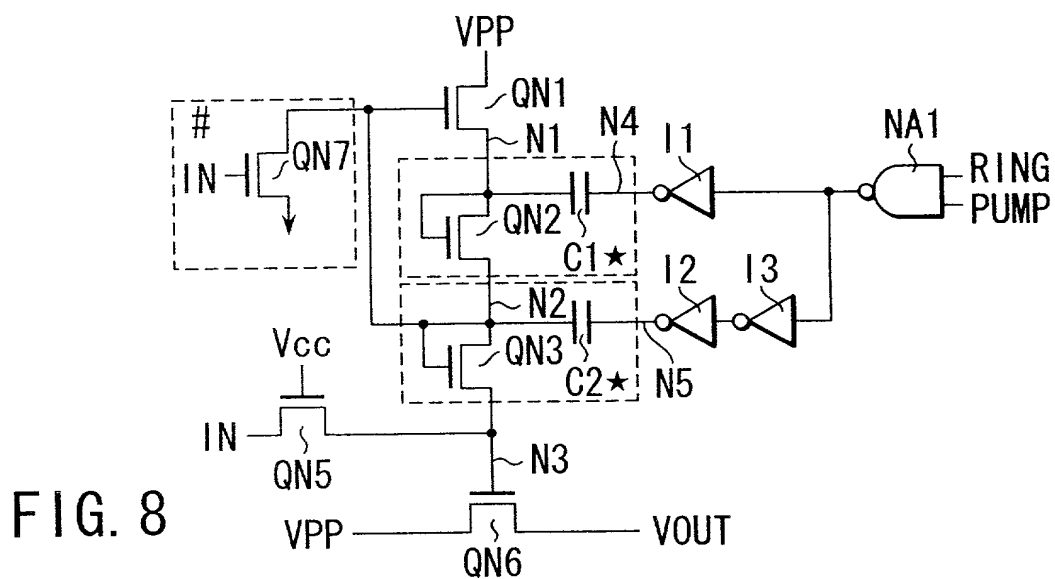 VPP
#
QN1
IN
QN7
N1
N4
I1
NA1
RING
PUMP
QN2
C1★
N2
I2
I3
Vcc
QN3
C2★
N5
IN
QN5
N3
FIG. 8
VPP
QN6
VOUT